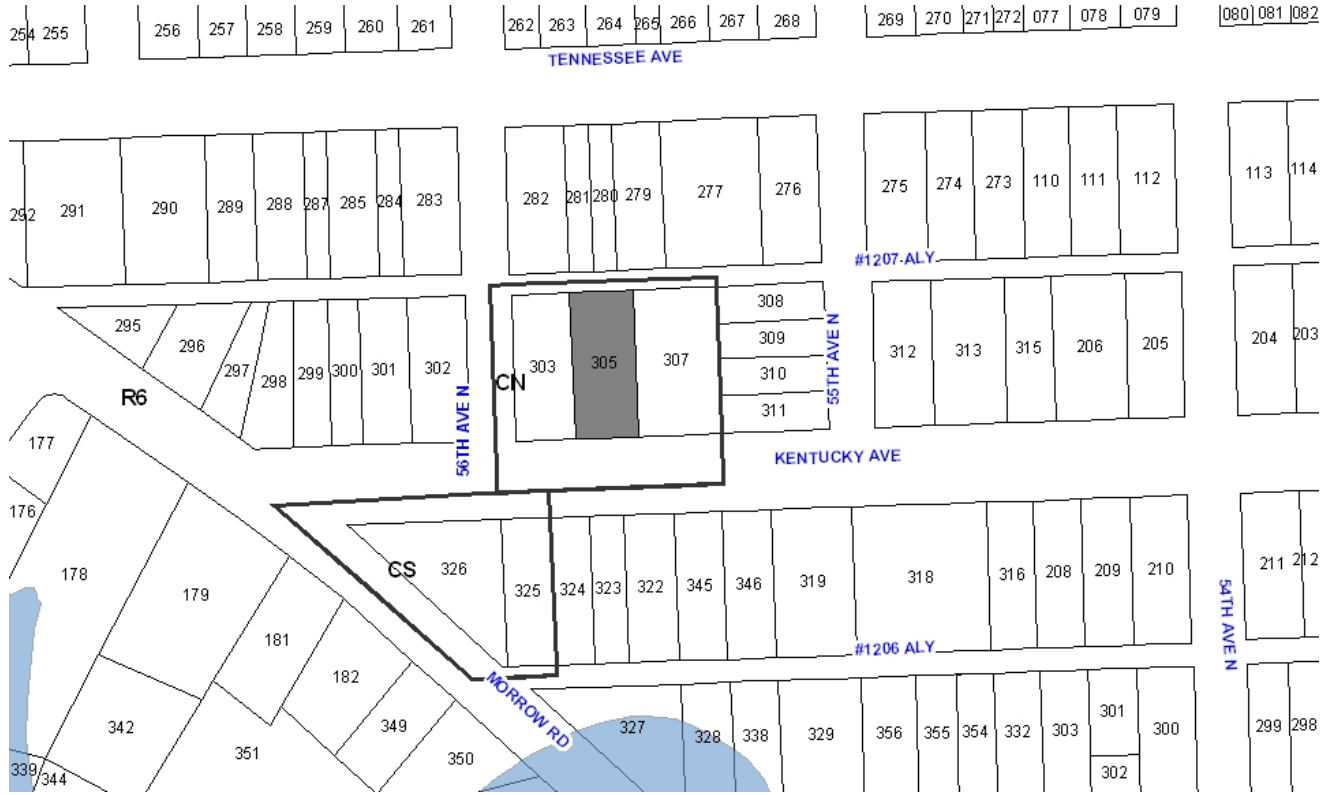 254 255 256 257 258 259 260 261 262 263 264 265 266 267 268 269 270 271 272 077 078 079 080 081 082
TENNESSEE AVE
292 291 290 289 288 287 285 284 283 282 281 280 279 277 276 275 274 273 110 111 112 113 114
#1207 ALY
295 296 297 298 299 300 301 302 303 305 307 308 312 313 315 206 205 204 203
309
310
311
CN
R6
56TH AVE N
55TH AVE N
KENTUCKY AVE
177
176
178 179 181 182 CS 326 325 324 323 322 345 346 319 318 316 208 209 210 211 212
54TH AVE N
#1206 ALY
MORROW RD
342 351 349 350 327 328 338 329 356 355 354 332 303 301 300 299 298
302
339 344